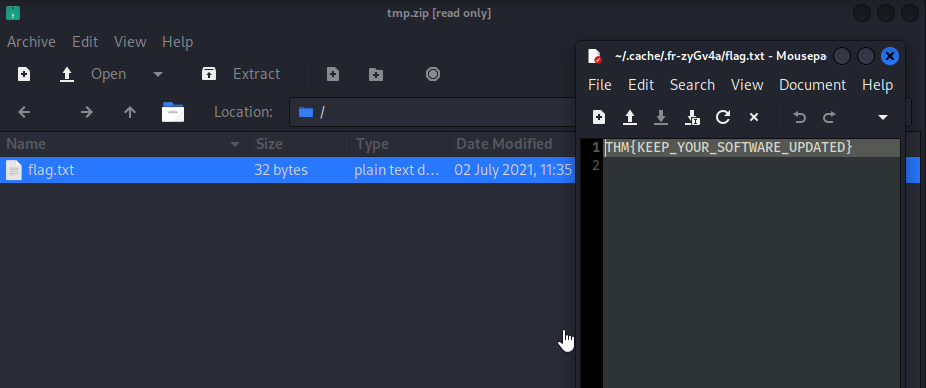 tmp.zip [read only]
Archive Edit View Help
Open Extract
Location: /
Name Size Type Date Modified
flag.txt 32 bytes plain text d... 02 July 2021, 11:35
~/.cache/.fr-zyGv4a/flag.txt - Mousepa
File Edit Search View Document Help
1 THM{KEEP_YOUR_SOFTWARE_UPDATED}
2